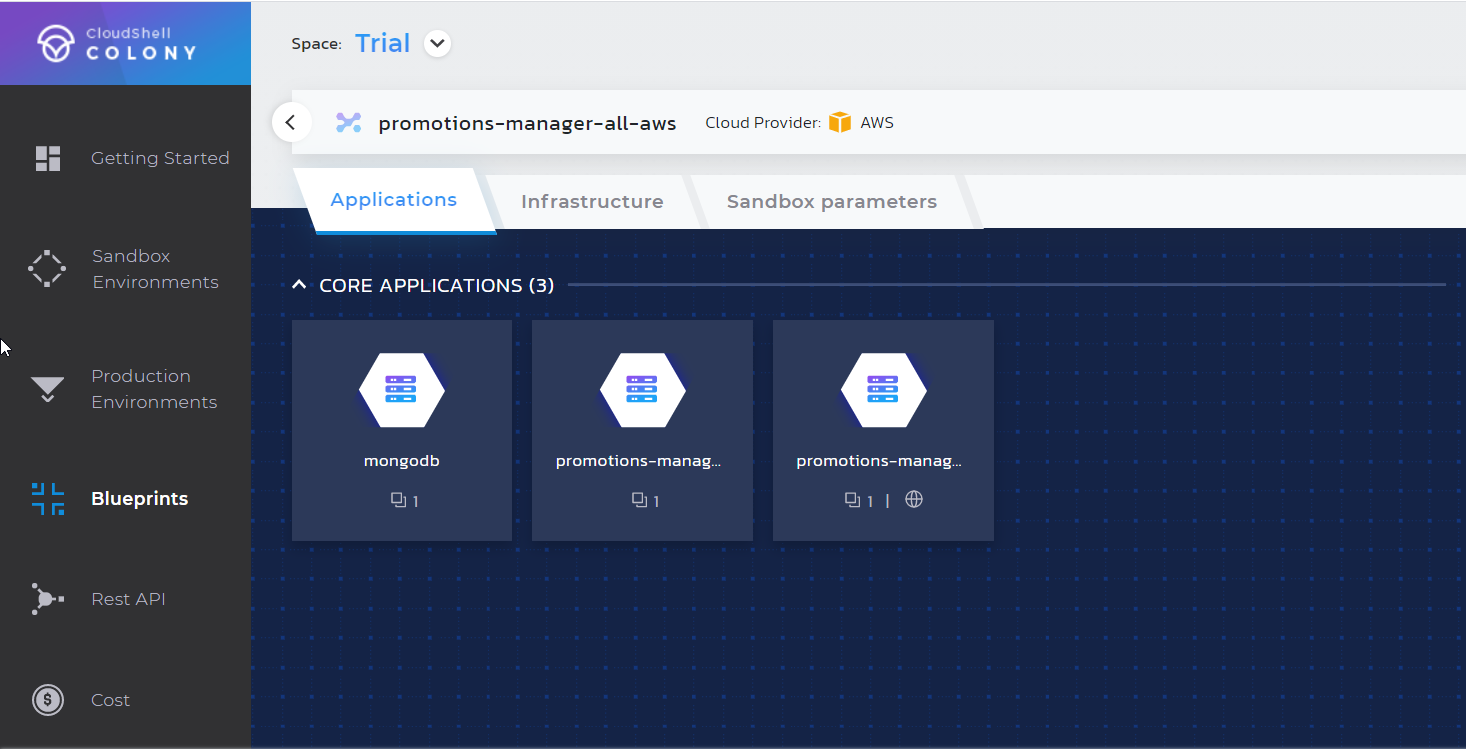 CloudShell
COLONY
Getting Started
Sandbox
Environments
Production
Environments
Blueprints
Rest API
Cost
Space: Trial
promotions-manager-all-aws Cloud Provider: AWS
Applications Infrastructure Sandbox parameters
CORE APPLICATIONS (3)
mongodb promotions-manag... promotions-manag...
1 1 1 |